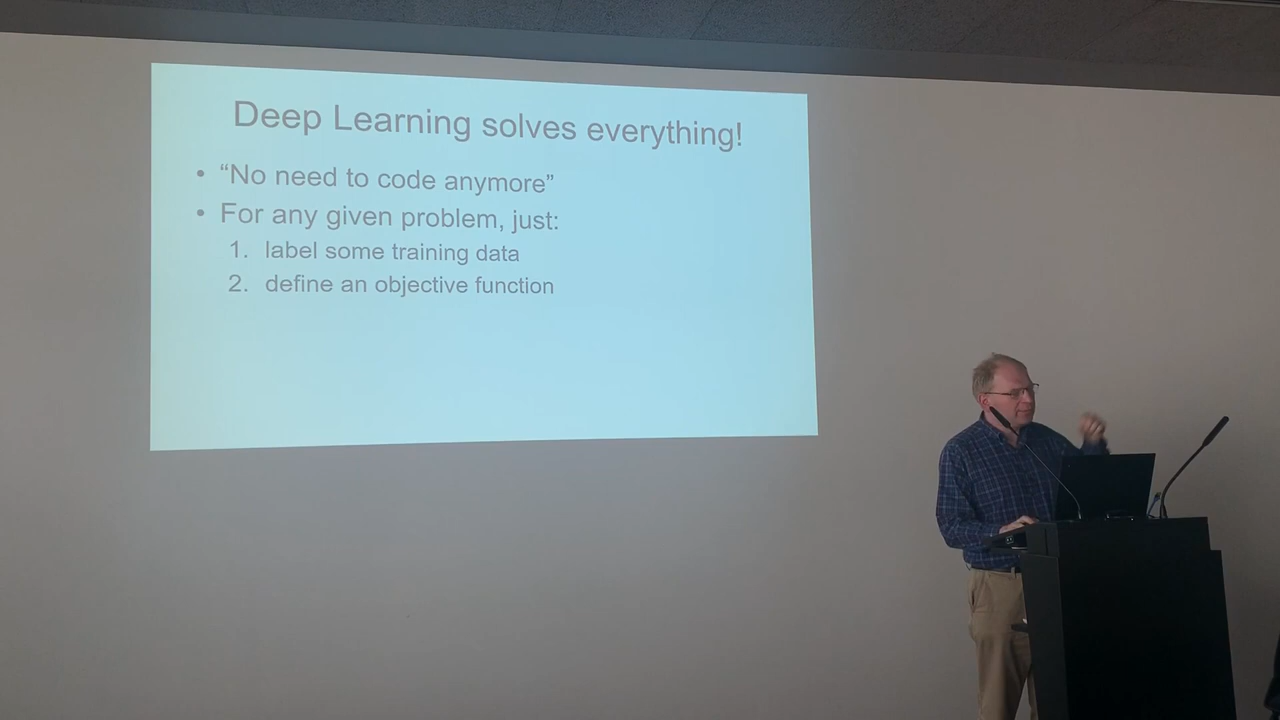 Deep Learning solves everything!
• “No need to code anymore”
• For any given problem, just:
1. label some training data
2. define an objective function